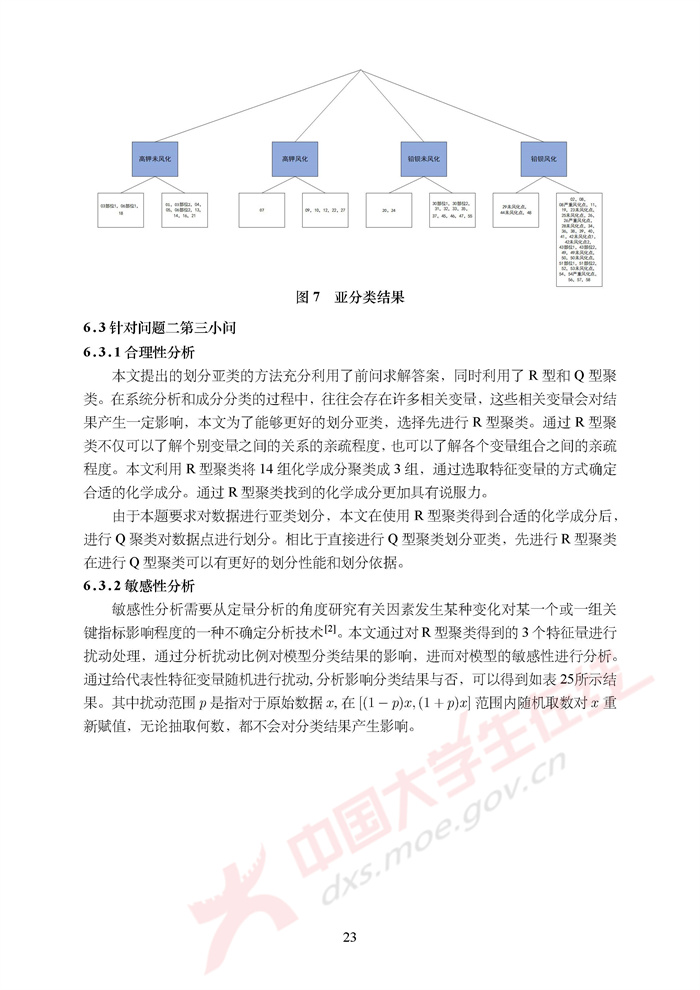 高钾未风化
高钾风化
铅钡未风化
铅钡风化
03部位1, 06部位1,
18
01, 03部位2, 04,
05, 06部位2, 13,
14, 16, 21
07
09, 10, 12, 22, 27
20, 24
30部位1, 30部位2,
31, 32, 33, 35,
37, 45, 46, 47, 55
29未风化点,
44未风化点, 48
02, 08,
08严重风化点, 11,
19, 23未风化点,
25未风化点, 26,
26严重风化点,
28未风化点, 34,
36, 38, 39, 40,
41, 42未风化点1,
42未风化点2,
43部位1, 43部位2,
49, 49未风化点,
50, 50未风化点,
51部位1, 51部位2,
52, 53未风化点,
54, 54严重风化点,
56, 57, 58
图 7 亚分类结果
6.3 针对问题二第三小问
6.3.1 合理性分析
本文提出的划分亚类的方法充分利用了前问求解答案，同时利用了 R 型和 Q 型聚
类。在系统分析和成分分类的过程中，往往会存在许多相关变量，这些相关变量会对结
果产生一定影响，本文为了能够更好的划分亚类，选择先进行 R 型聚类。通过 R 型聚
类不仅可以了解个别变量之间的关系的亲疏程度，也可以了解各个变量组合之间的亲疏
程度。本文利用 R 型聚类将 14 组化学成分聚类成 3 组，通过选取特征变量的方式确定
合适的化学成分。通过 R 型聚类找到的化学成分更加具有说服力。
由于本题要求对数据进行亚类划分，本文在使用 R 型聚类得到合适的化学成分后，
进行 Q 聚类对数据点进行划分。相比于直接进行 Q 型聚类划分亚类，先进行 R 型聚类
在进行 Q 型聚类可以有更好的划分性能和划分依据。
6.3.2 敏感性分析
敏感性分析需要从定量分析的角度研究有关因素发生某种变化对某一个或一组关
键指标影响程度的一种不确定分析技术[2]。本文通过对 R 型聚类得到的 3 个特征量进行
扰动处理，通过分析扰动比例对模型分类结果的影响，进而对模型的敏感性进行分析。
通过给代表性特征变量随机进行扰动,分析影响分类结果与否，可以得到如表 25所示结
果。其中扰动范围 p 是指对于原始数据 x, 在 [(1 − p)x, (1 + p)x] 范围内随机取数对 x 重
新赋值，无论抽取何数，都不会对分类结果产生影响。
中国大学生在线
dxs.moe.gov.cn
23